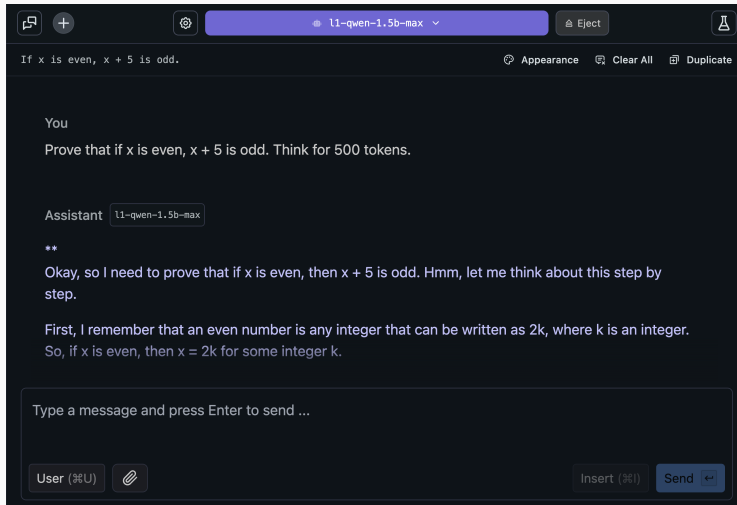 l1-qwen-1.5b-max
Eject
If x is even, x + 5 is odd.
Appearance
Clear All
Duplicate
You
Prove that if x is even, x + 5 is odd. Think for 500 tokens.
Assistant
l1-qwen-1.5b-max
**
Okay, so I need to prove that if x is even, then x + 5 is odd. Hmm, let me think about this step by
step.
First, I remember that an even number is any integer that can be written as 2k, where k is an integer.
So, if x is even, then x = 2k for some integer k.
Type a message and press Enter to send ...
User (⌘U)
Insert (⌘I)
Send